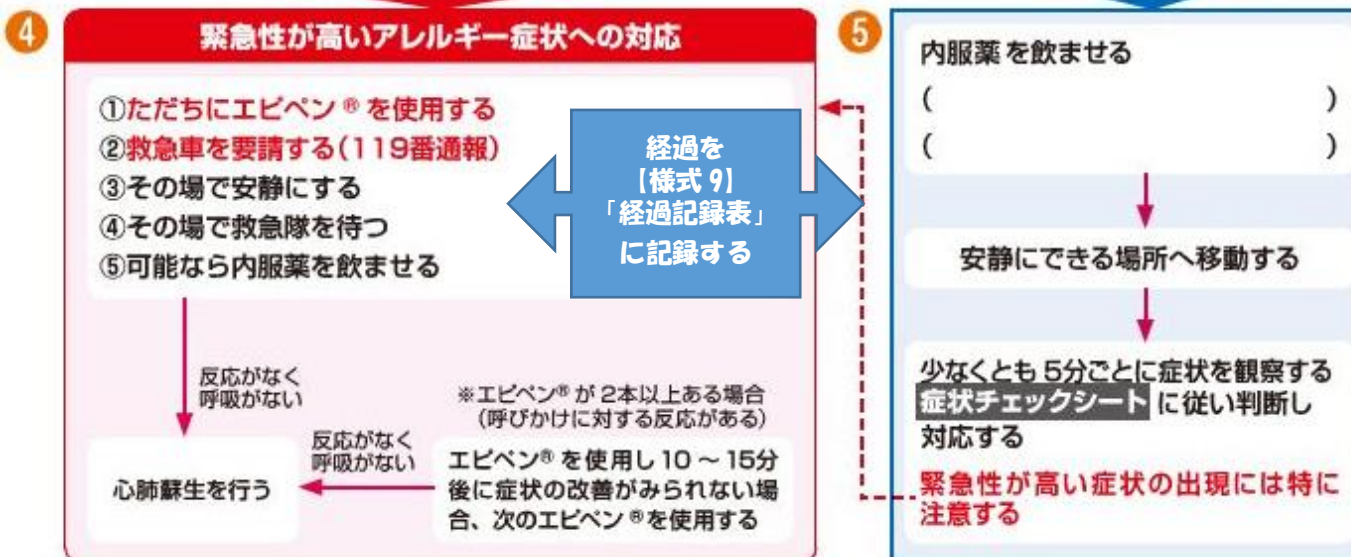 4
緊急性が高いアレルギー症状への対応
①ただちにエピペン®を使用する
②救急車を要請する(119番通報)
③その場で安静にする
④その場で救急隊を待つ
⑤可能なら内服薬を飲ませる
経過を
【様式9】
「経過記録表」
に記録する
反応がなく
呼吸がない
※エピペン®が2本以上ある場合
(呼びかけに対する反応がある)
反応がなく
呼吸がない
心肺蘇生を行う
エピペン®を使用し10～15分
後に症状の改善がみられない場
合、次のエピペン®を使用する
5
内服薬を飲ませる
( )
( )
安静にできる場所へ移動する
少なくとも5分ごとに症状を観察する
症状チェックシート に従い判断し
対応する
緊急性が高い症状の出現には特に
注意する